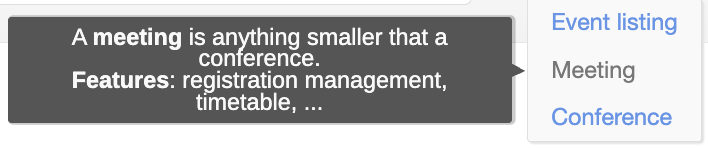 A meeting is anything smaller that a
conference.
Features: registration management,
timetable, ...
Event listing
Meeting
Conference